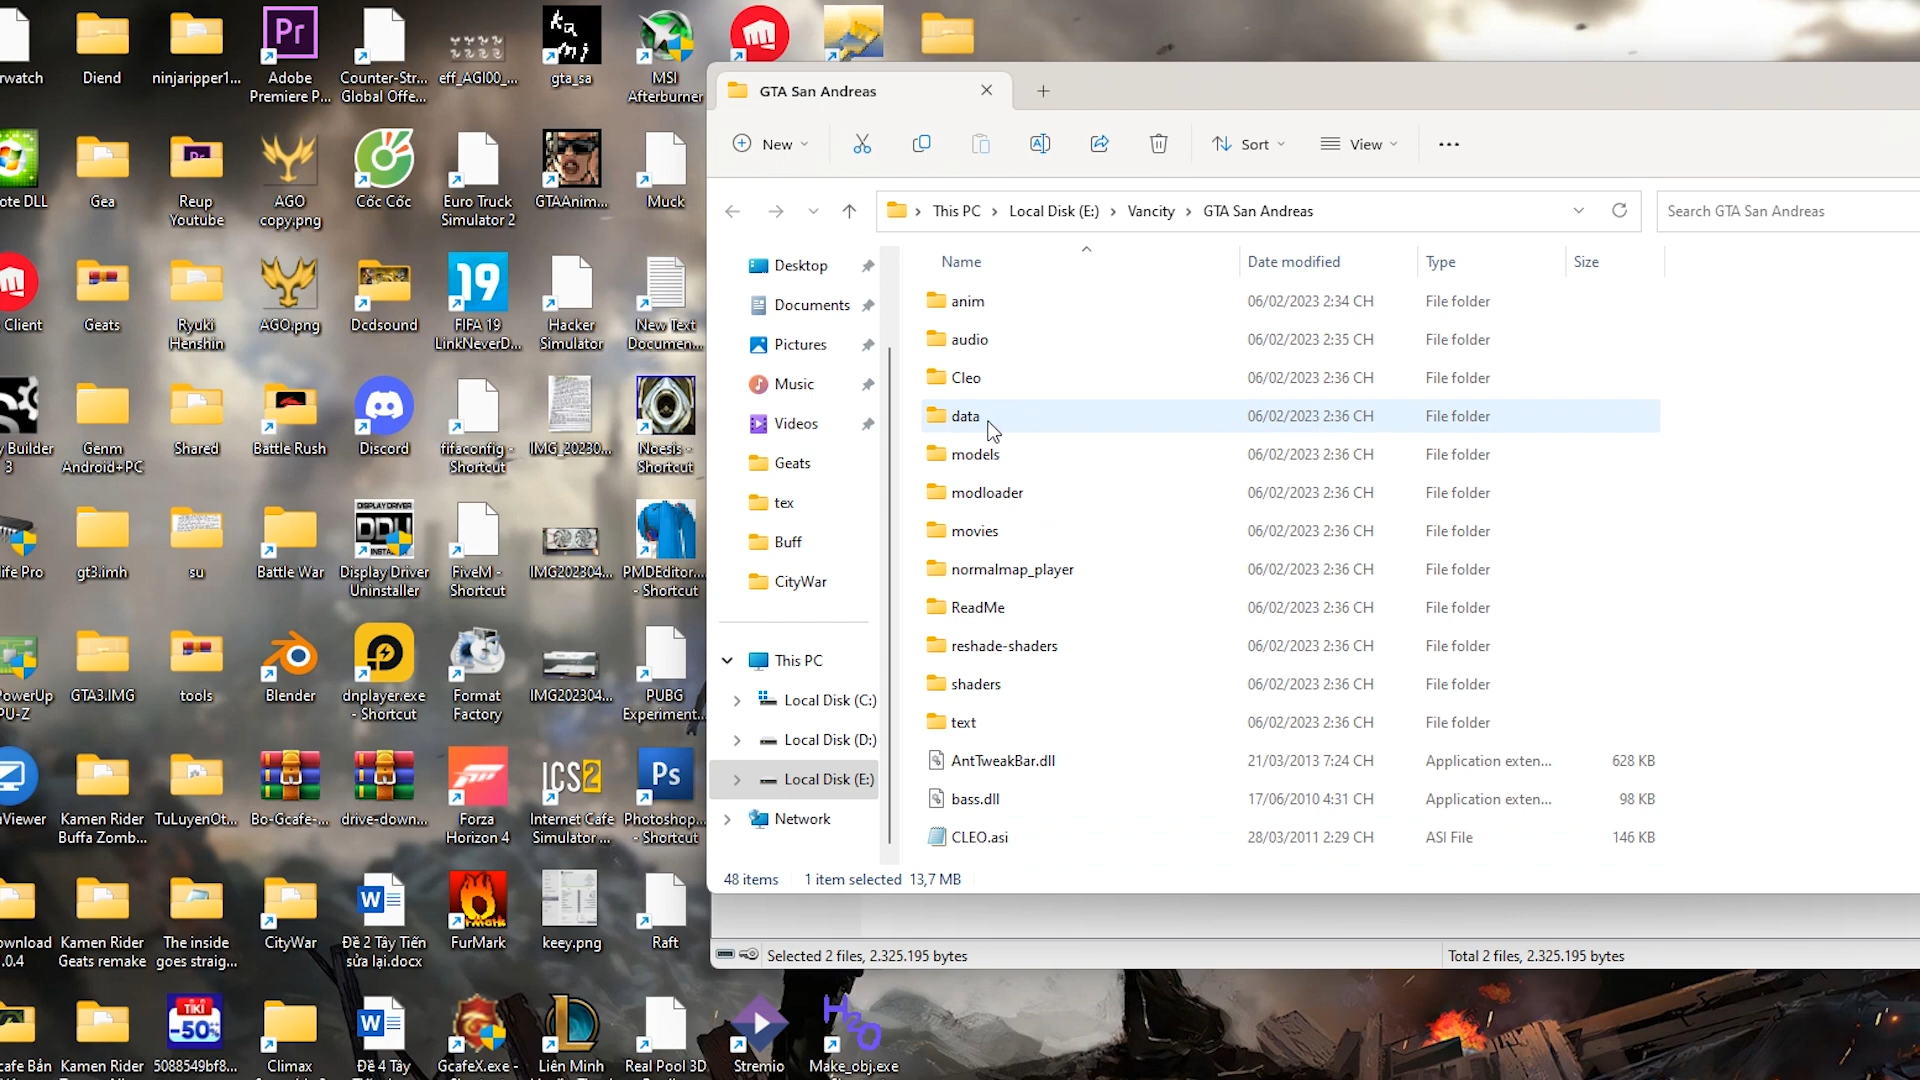 rwatch
Diend
ninjaripper1...
Adobe
Premiere P...
Counter-Str...
Global Offe...
eff_AGI00_...
gta_sa
MSI
Afterburner
ote DLL
Gea
Reup
Youtube
AGO
copy.png
Cốc Cốc
Euro Truck
Simulator 2
GTAAnim...
Muck
Client
Geats
Ryuki
Henshin
AGO.png
Dcdsound
FIFA 19
LinkNeverD...
Hacker
Simulator
New Text
Documen...
y Builder
3
Genm
Android+PC
Shared
Battle Rush
Discord
fifaconfig -
Shortcut
IMG_20230...
Noesis -
Shortcut
ife Pro
gt3.imh
su
Battle War
Display Driver
Uninstaller
FiveM -
Shortcut
IMG202304...
PMDEditor...
- Shortcut
PowerUp
PU-Z
GTA3.IMG
tools
Blender
dnplayer.exe
- Shortcut
Format
Factory
IMG202304...
PUBG
Experiment...
Viewer
Kamen Rider
Buffa Zomb...
TuLuyenOt...
Bo-Gcafe-...
drive-down...
Forza
Horizon 4
Internet Cafe
Simulator ...
Photoshop...
- Shortcut
ownload
.0.4
Kamen Rider
Geats remake
The inside
goes straig...
CityWar
Đề 2 Tây Tiến
sửa lại.docx
FurMark
keey.png
Raft
cafe Bản
Kamen Rider
5088549bf8...
Climax
Đề 4 Tây
GcafeX.exe -
Liên Minh
Real Pool 3D
Stremio
Make_obj.exe
Pr
19
DISPLAY DRIVER
DDU
ICS2
Ps
TIKI
-50%
H2O
GTA San Andreas
New
Sort
View
This PC > Local Disk (E:) > Vancity > GTA San Andreas
Search GTA San Andreas
Desktop
Documents
Pictures
Music
Videos
Geats
tex
Buff
CityWar
This PC
Local Disk (C:)
Local Disk (D:)
Local Disk (E:)
Network
Name Date modified Type Size
anim 06/02/2023 2:34 CH File folder
audio 06/02/2023 2:35 CH File folder
Cleo 06/02/2023 2:36 CH File folder
data 06/02/2023 2:36 CH File folder
models 06/02/2023 2:36 CH File folder
modloader 06/02/2023 2:36 CH File folder
movies 06/02/2023 2:36 CH File folder
normalmap_player 06/02/2023 2:36 CH File folder
ReadMe 06/02/2023 2:36 CH File folder
reshade-shaders 06/02/2023 2:36 CH File folder
shaders 06/02/2023 2:36 CH File folder
text 06/02/2023 2:36 CH File folder
AntTweakBar.dll 21/03/2013 7:24 CH Application exten... 628 KB
bass.dll 17/06/2010 4:31 CH Application exten... 98 KB
CLEO.asi 28/03/2011 2:29 CH ASI File 146 KB
48 items 1 item selected 13,7 MB
Selected 2 files, 2.325.195 bytes
Total 2 files, 2.325.195 bytes